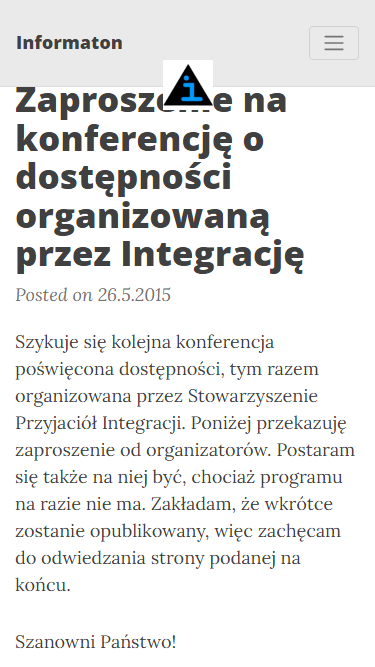 Informaton
i
Zaproszenie na
konferencję o
dostępności
organizowaną
przez Integrację
Posted on 26.5.2015
Szykuje się kolejna konferencja
poświęcona dostępności, tym razem
organizowana przez Stowarzyszenie
Przyjaciół Integracji. Poniżej przekazuję
zaproszenie od organizatorów. Postaram
się także na niej być, chociaż programu
na razie nie ma. Zakładam, że wkrótce
zostanie opublikowany, więc zachęcam
do odwiedzania strony podanej na
końcu.
Szanowni Państwo!